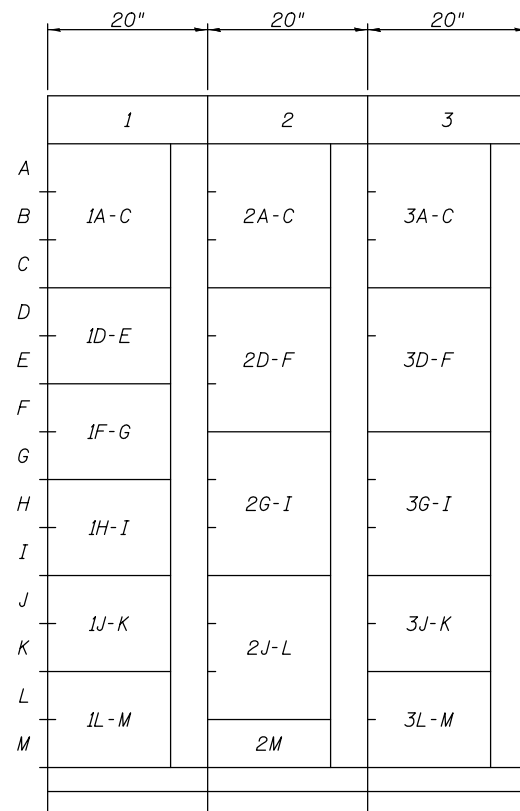 20" 20" 20"
1 2 3
A
B 1A-C 2A-C 3A-C
C
D
1D-E
E 2D-F 3D-F
F
1F-G
G
H 2G-I 3G-I
1H-I
I
J
1J-K 3J-K
K 2J-L
L
1L-M 3L-M
M 2M